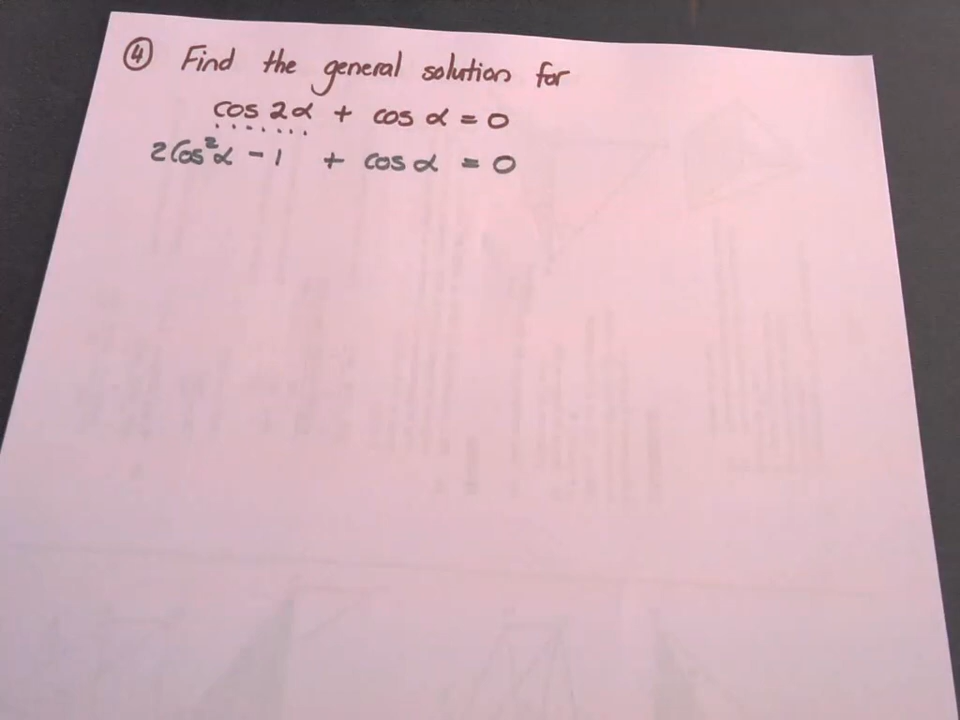 ④ Find the general solution for
cos 2α + cos α = 0
2Cos²α - 1 + cos α = 0